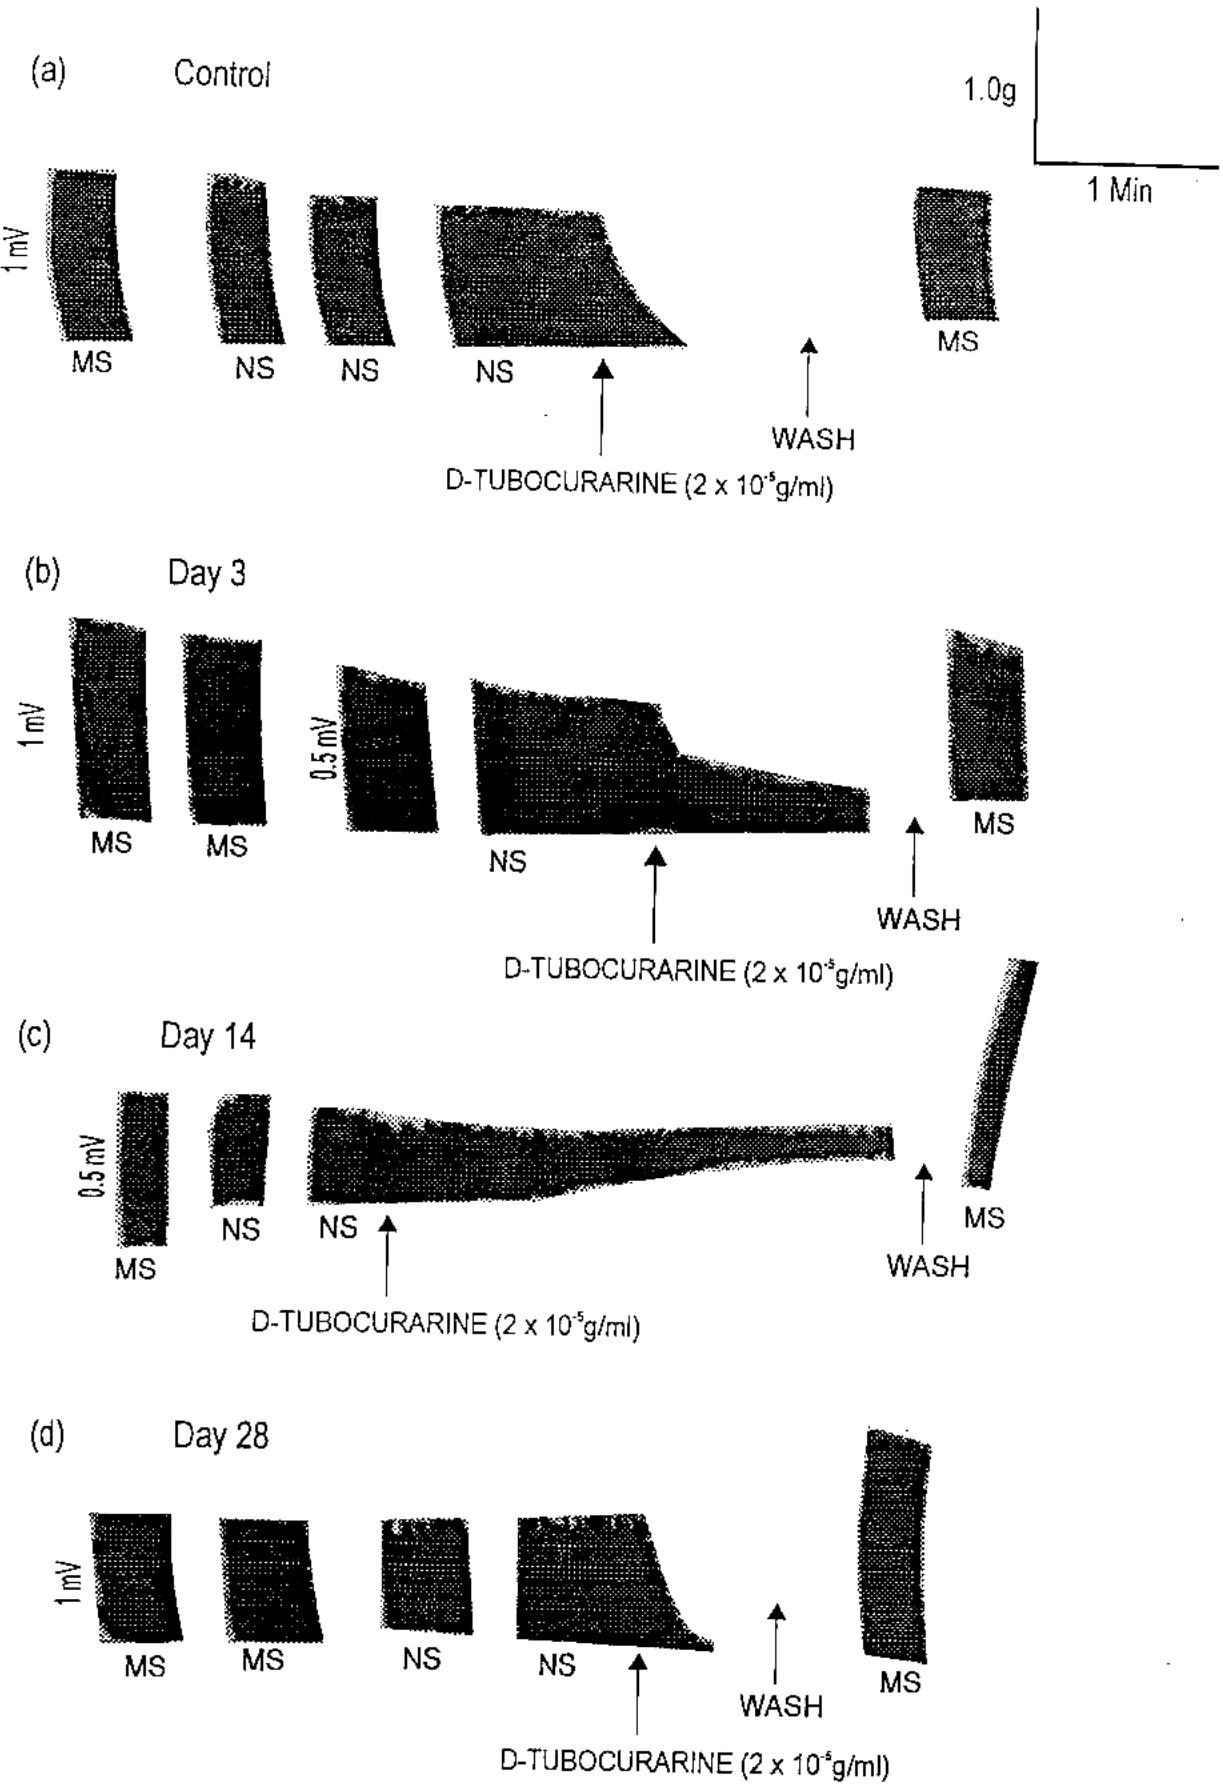 (a) Control
1.0g
1 Min
1 mV
MS NS NS NS MS
WASH
D-TUBOCURARINE (2 x 10⁻⁵g/ml)
(b) Day 3
1 mV
0.5 mV
MS MS NS MS
WASH
D-TUBOCURARINE (2 x 10⁻⁵g/ml)
(c) Day 14
0.5 mV
MS NS NS MS
WASH
D-TUBOCURARINE (2 x 10⁻⁵g/ml)
(d) Day 28
1 mV
MS MS NS NS MS
WASH
D-TUBOCURARINE (2 x 10⁻⁵g/ml)